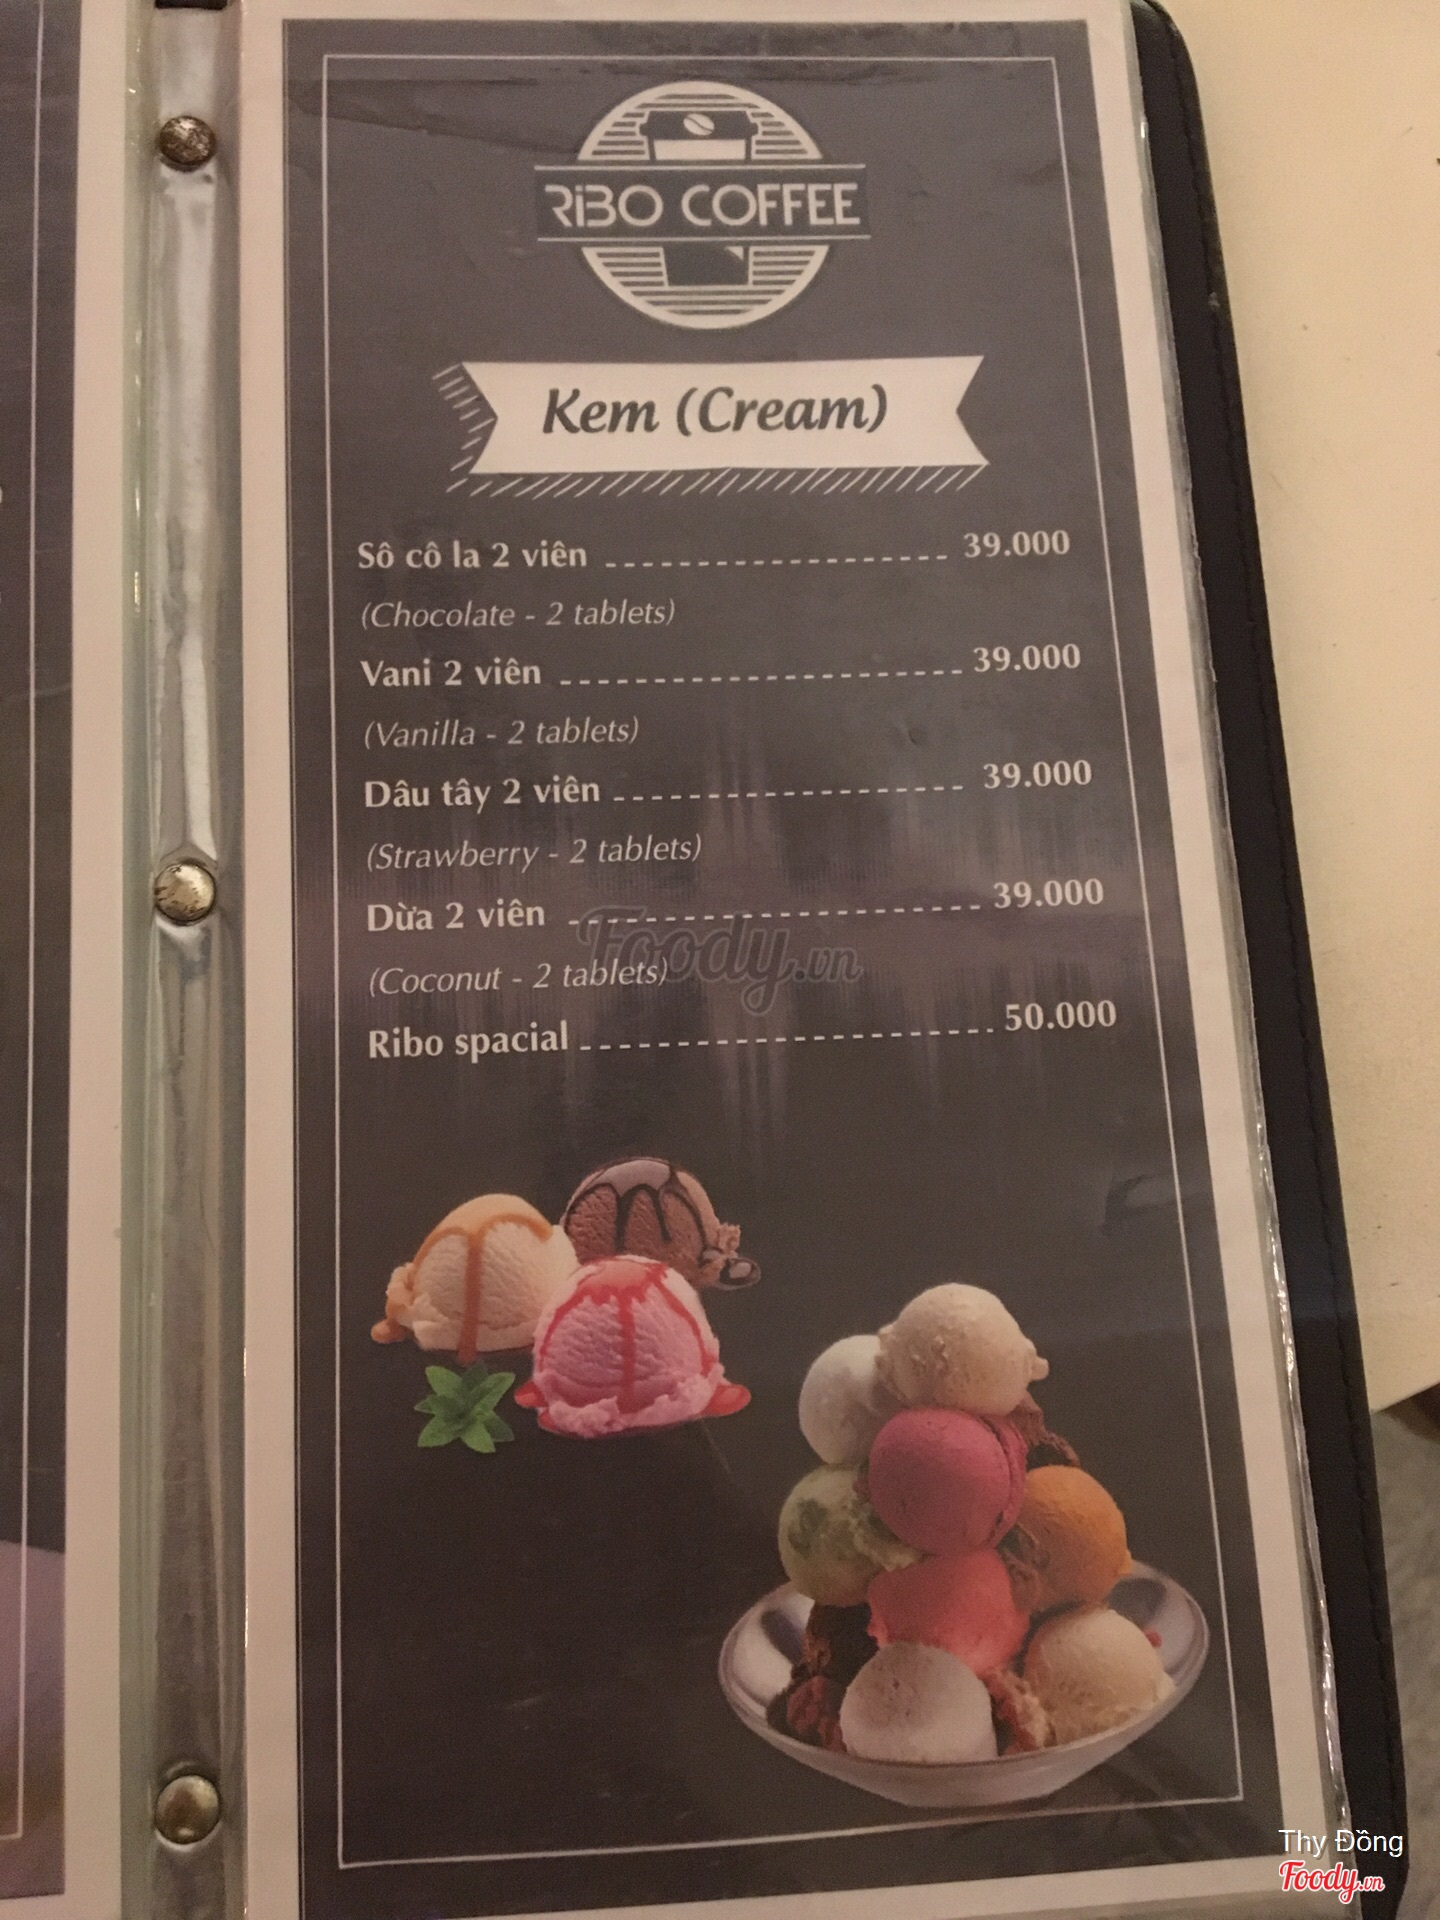 RiBO COFFEE
Kem (Cream)
Sô cô la 2 viên 39.000
(Chocolate - 2 tablets)
Vani 2 viên 39.000
(Vanilla - 2 tablets)
Dâu tây 2 viên 39.000
(Strawberry - 2 tablets)
Dừa 2 viên 39.000
(Coconut - 2 tablets)
Ribo spacial 50.000
Foody.vn
Thy Đồng
Foody.vn